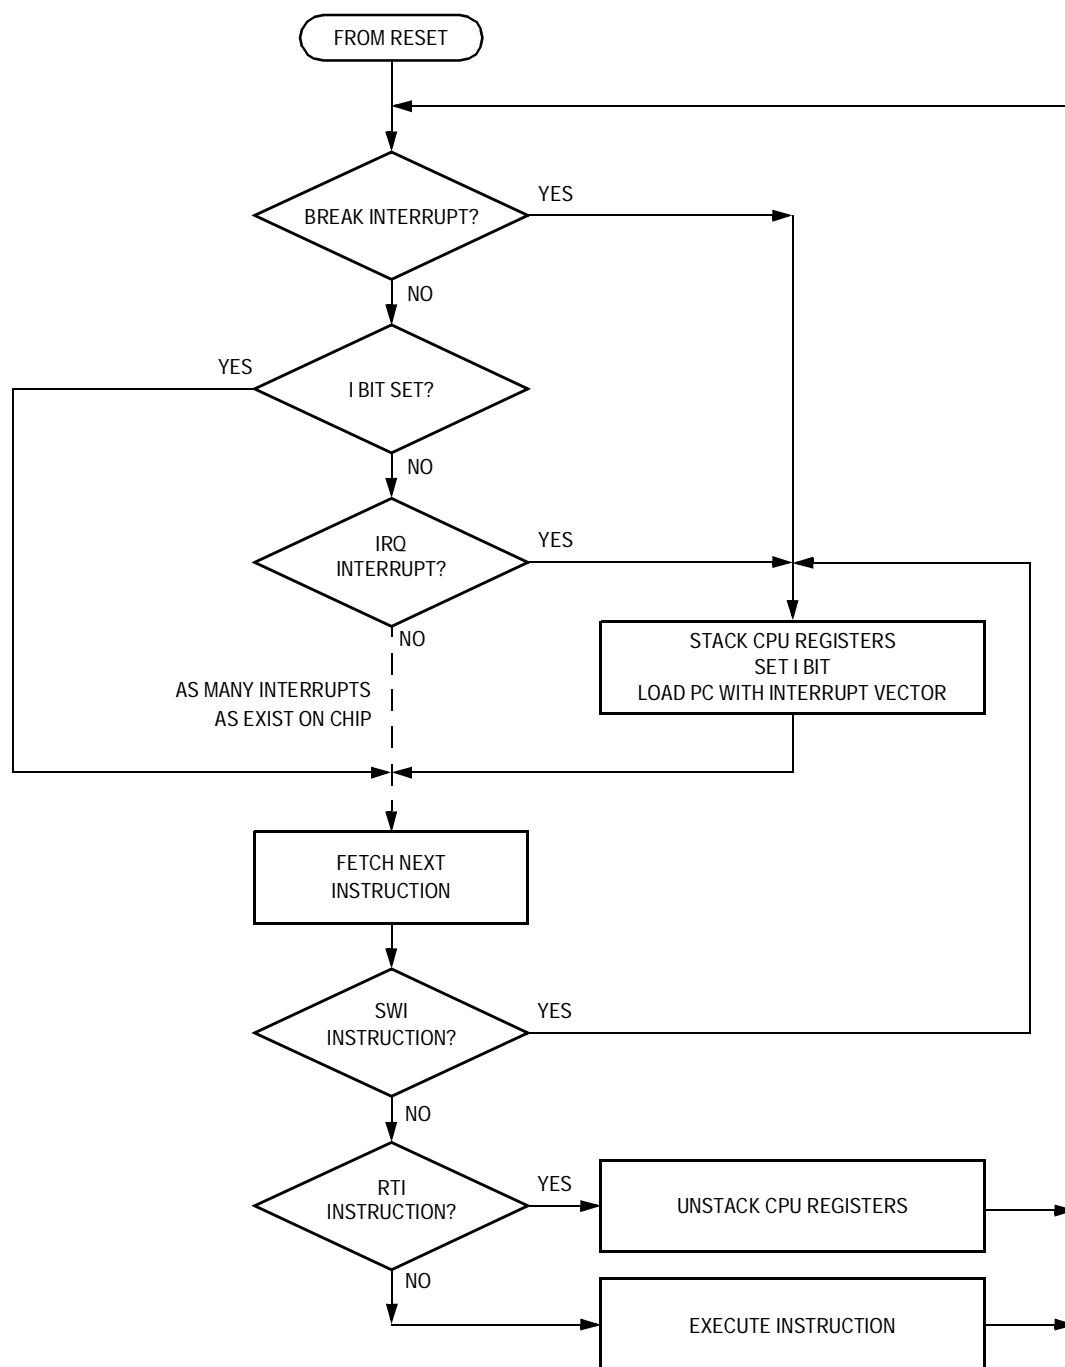 FROM RESET
BREAK INTERRUPT?
YES
NO
YES
I BIT SET?
NO
IRQ
INTERRUPT?
YES
NO
STACK CPU REGISTERS
SET I BIT
LOAD PC WITH INTERRUPT VECTOR
AS MANY INTERRUPTS
AS EXIST ON CHIP
FETCH NEXT
INSTRUCTION
SWI
INSTRUCTION?
YES
NO
RTI
INSTRUCTION?
YES
UNSTACK CPU REGISTERS
NO
EXECUTE INSTRUCTION